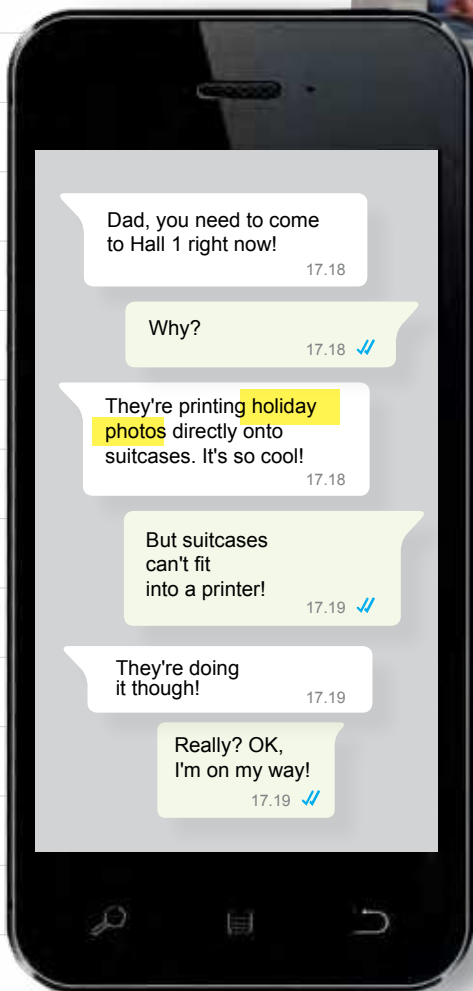 Dad, you need to come
to Hall 1 right now!
17.18
Why?
17.18
They're printing holiday
photos directly onto
suitcases. It's so cool!
17.18
But suitcases
can't fit
into a printer!
17.19
They're doing
it though!
17.19
Really? OK,
I'm on my way!
17.19